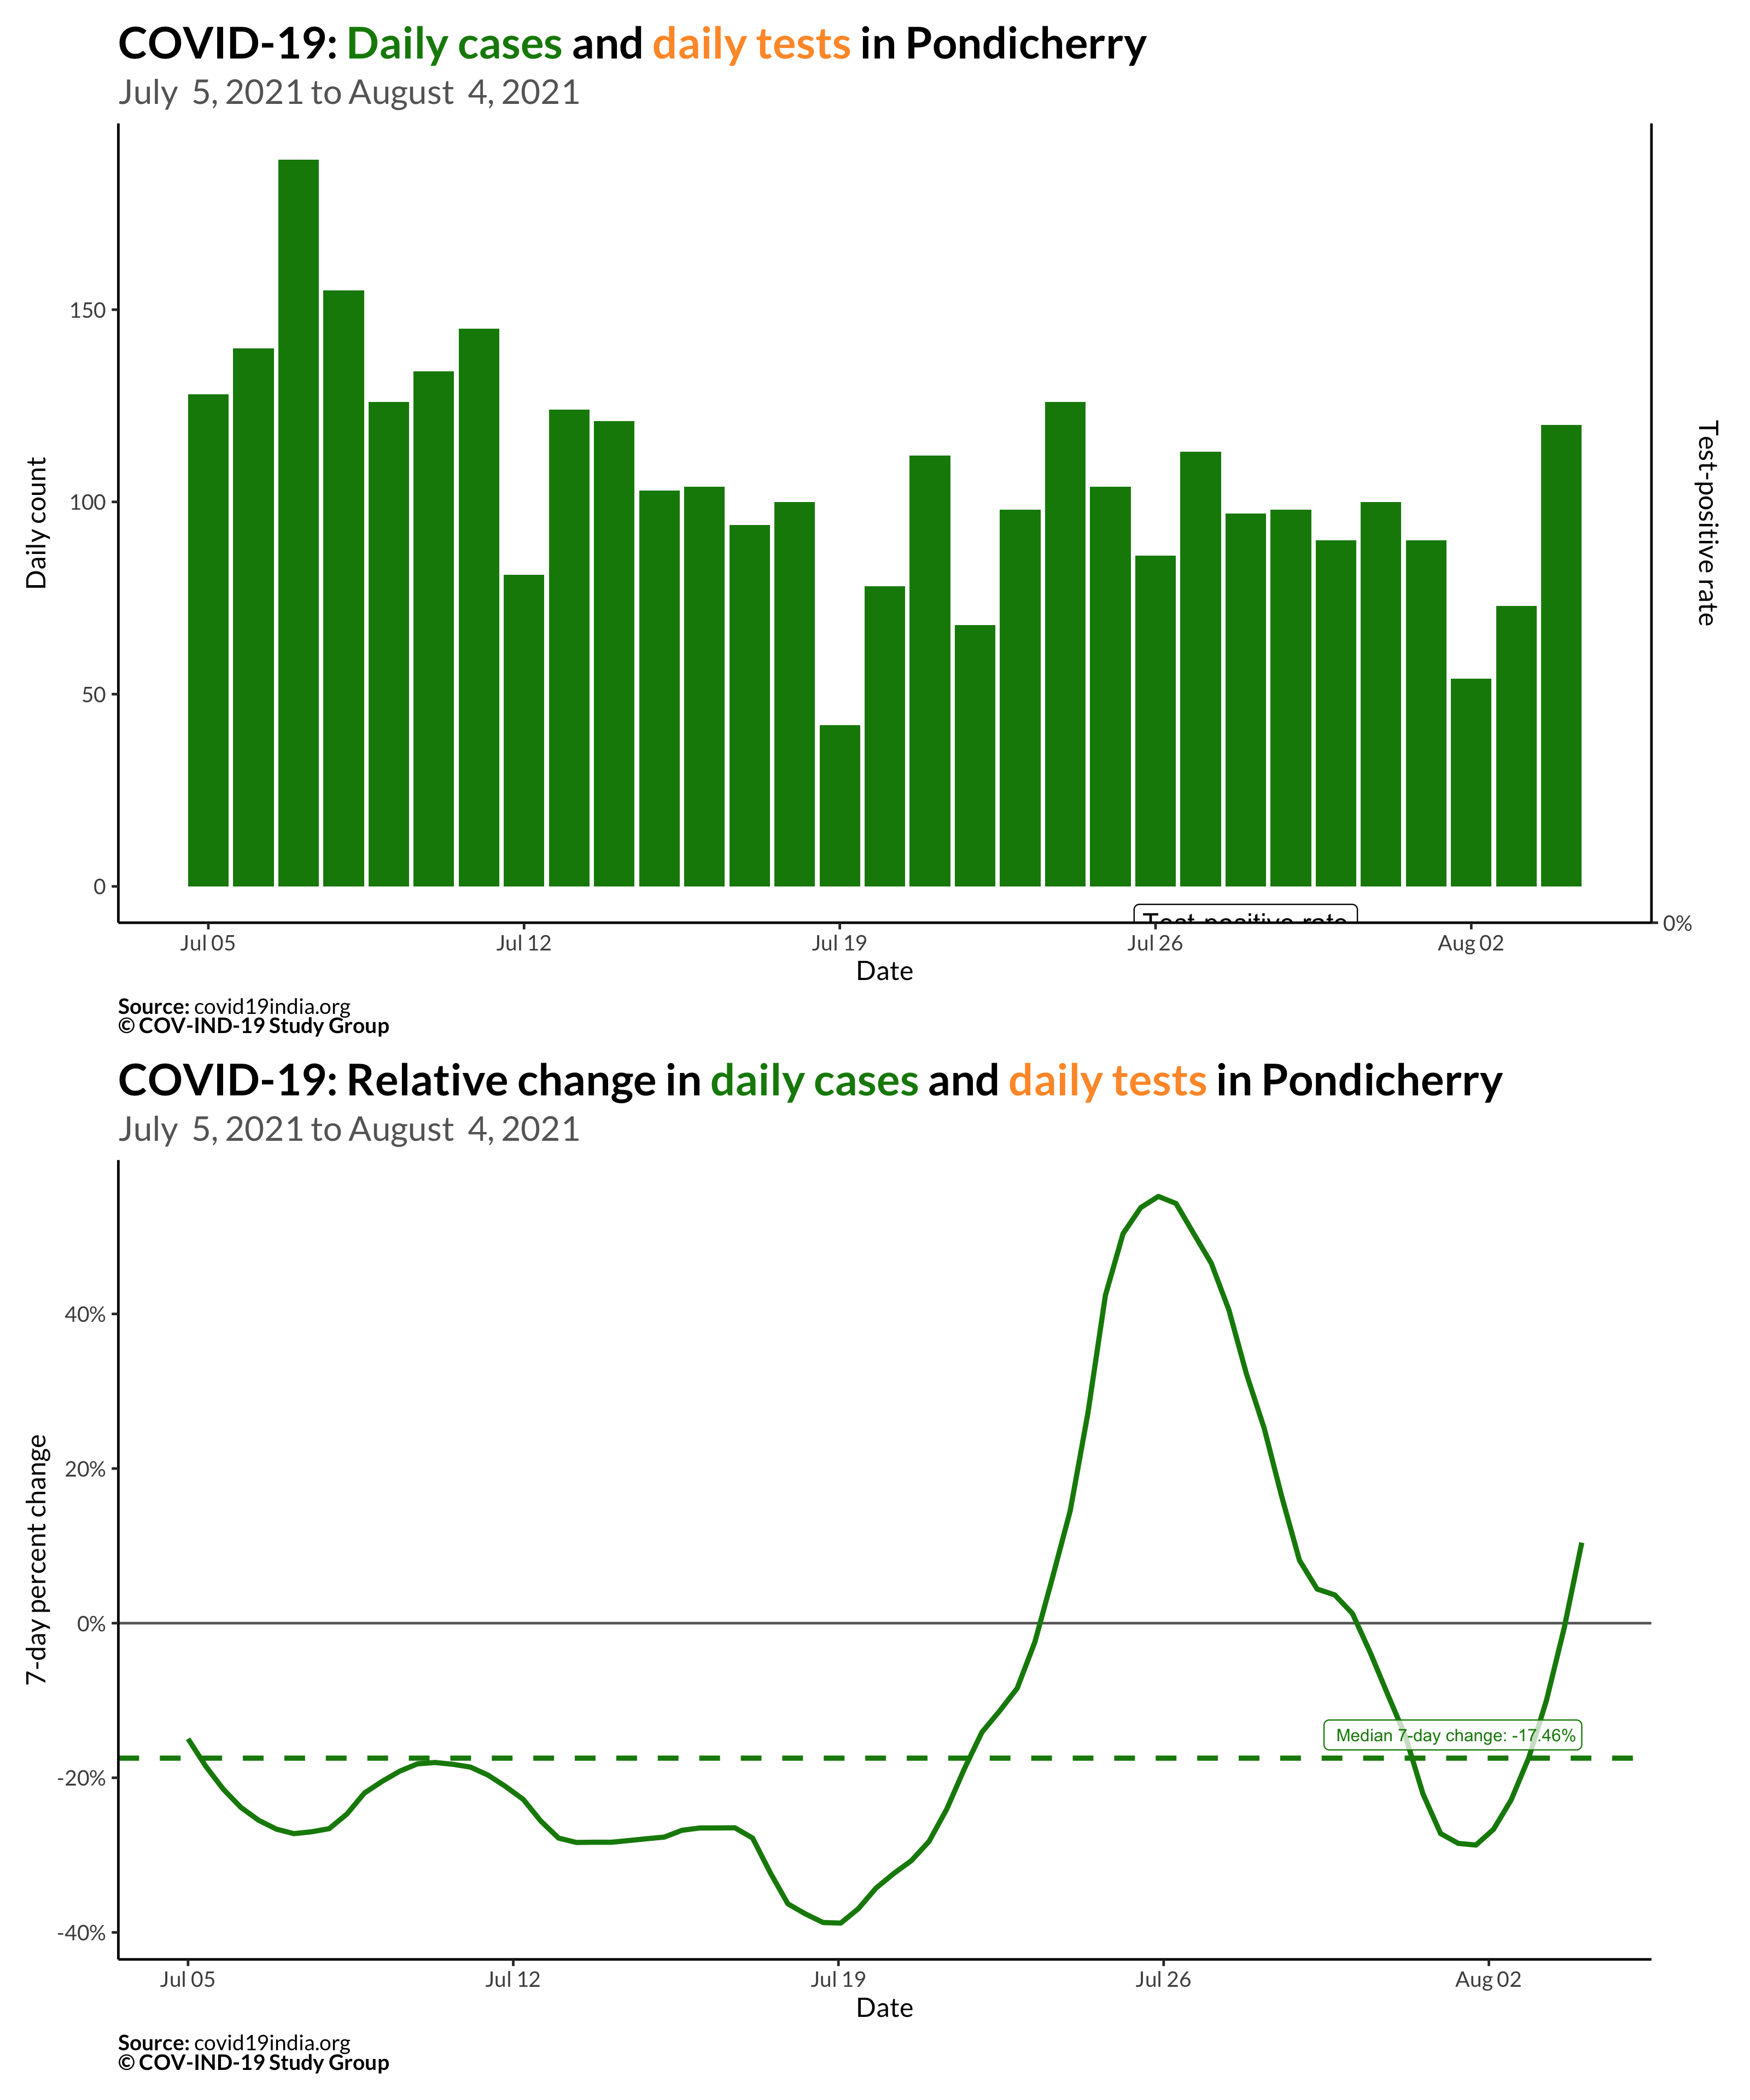 COVID-19: Daily cases and daily tests in Pondicherry
July 5, 2021 to August 4, 2021
150
100
50
0
Daily count
Test-positive rate
Test-positive rate
0%
Jul 05
Jul 12
Jul 19
Jul 26
Aug 02
Date
Source: covid19india.org
© COV-IND-19 Study Group
COVID-19: Relative change in daily cases and daily tests in Pondicherry
July 5, 2021 to August 4, 2021
40%
20%
0%
-20%
-40%
7-day percent change
Median 7-day change: -17.46%
Jul 05
Jul 12
Jul 19
Jul 26
Aug 02
Date
Source: covid19india.org
© COV-IND-19 Study Group